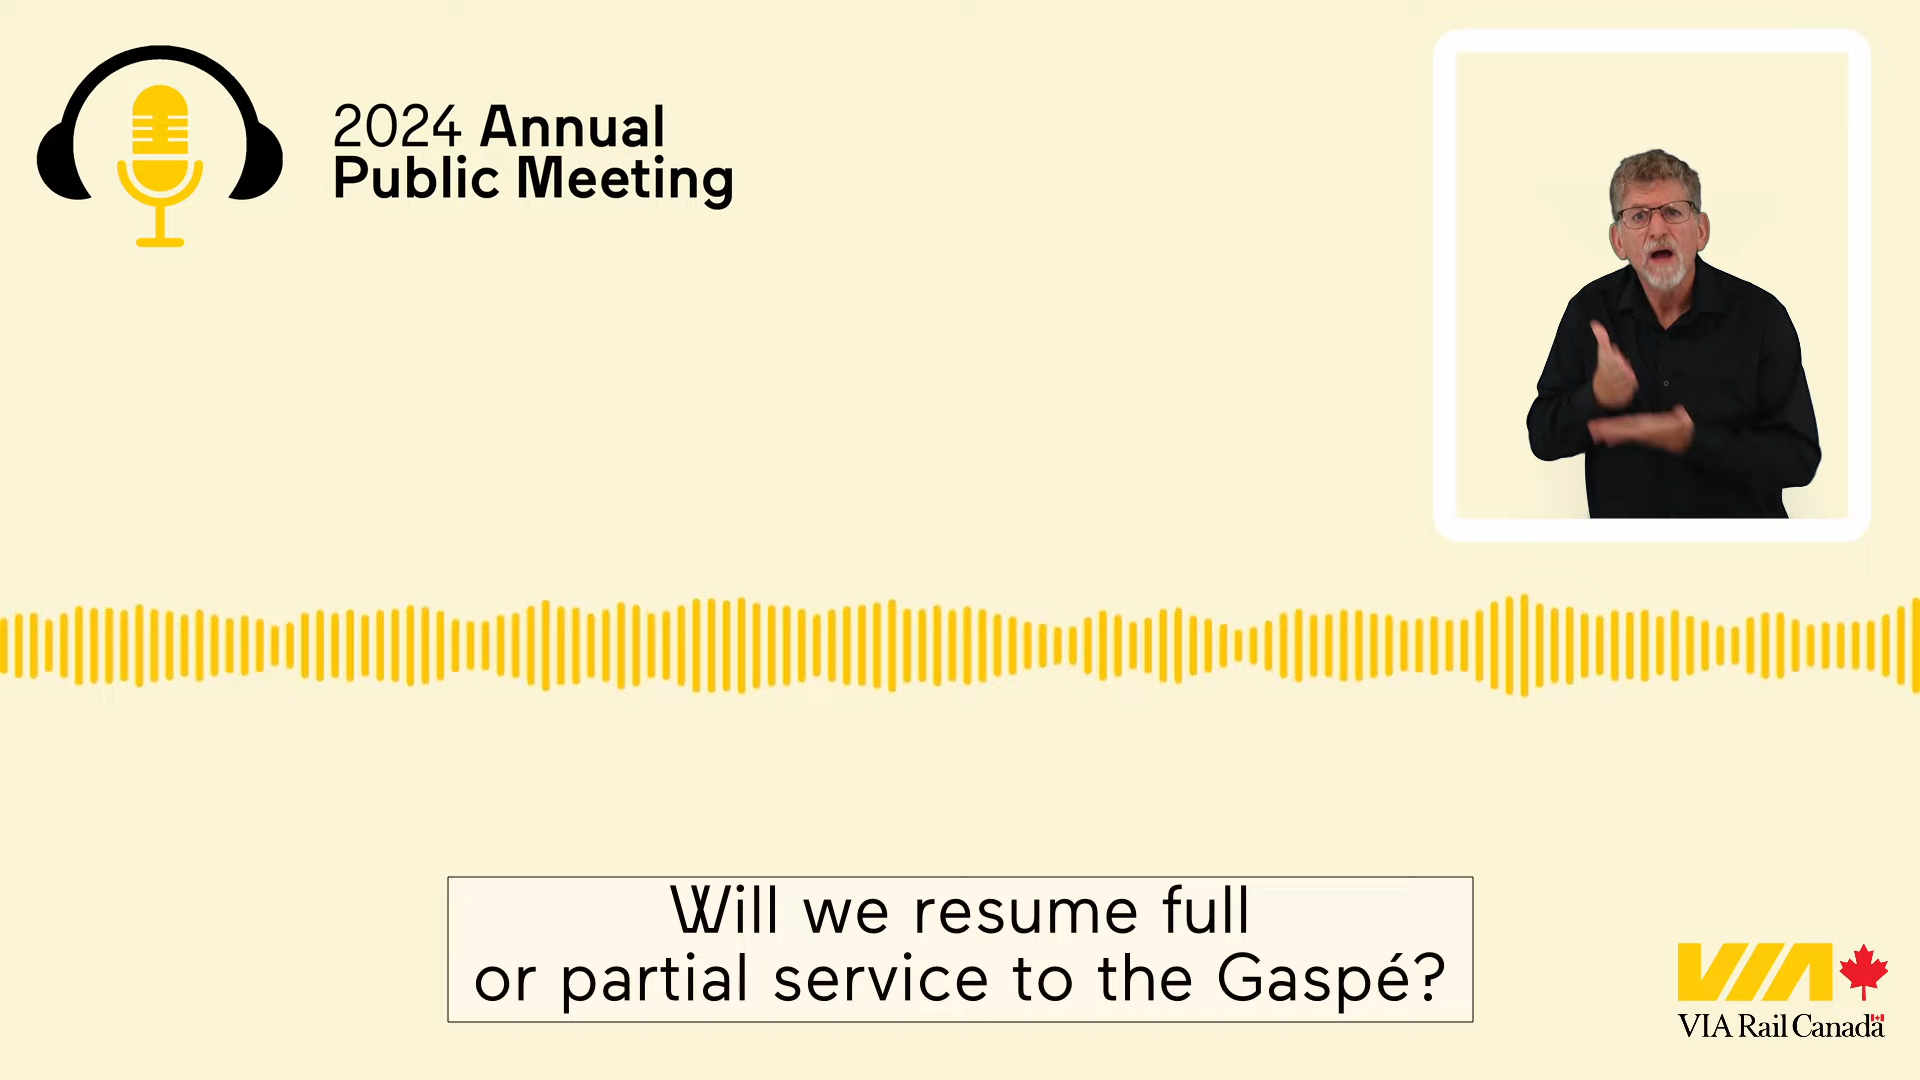 2024 Annual
Public Meeting
Will we resume full
or partial service to the Gaspé?
VIA
VIA Rail Canada